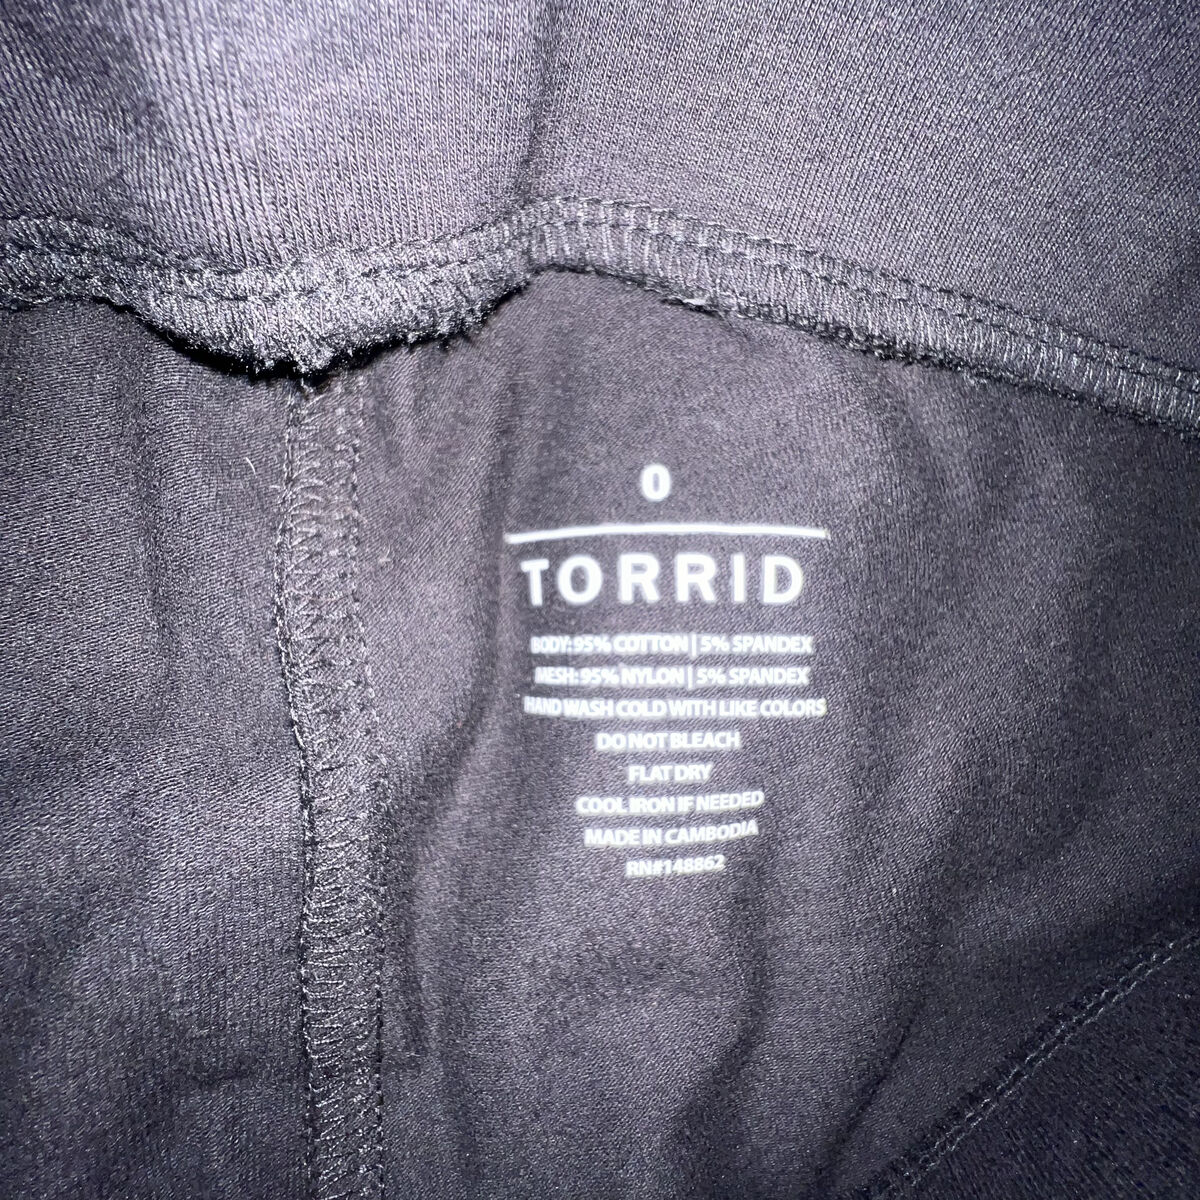 0
TORRID
BODY: 95% COTTON | 5% SPANDEX
MESH: 95% NYLON | 5% SPANDEX
HAND WASH COLD WITH LIKE COLORS
DO NOT BLEACH
FLAT DRY
COOL IRON IF NEEDED
MADE IN CAMBODIA
RN#148862